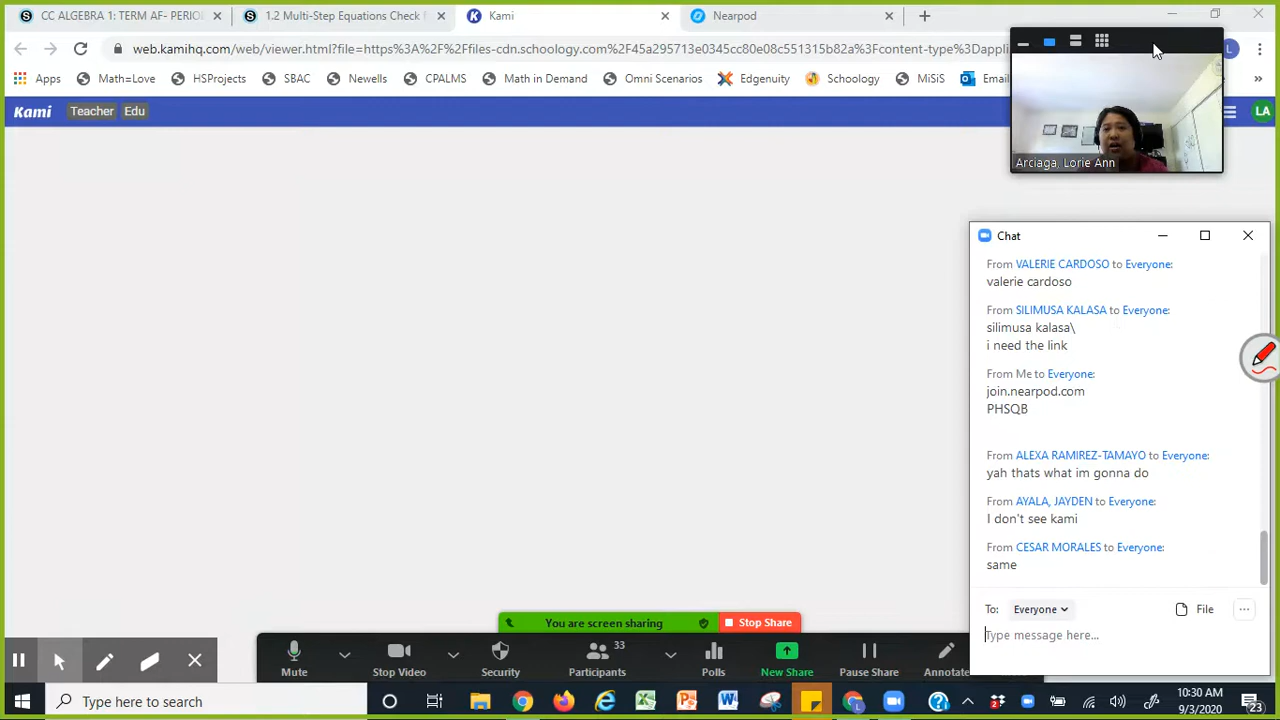 CC ALGEBRA 1: TERM AF- PERIO
1.2 Multi-Step Equations Check f
Kami
Nearpod
web.kamihq.com/web/viewer.html?file=https%3A%2F%2Ffiles-cdn.schoology.com%2F45a295713e0345cc80e08c551315532a%3Fcontent-type%3Dappli
L
Apps
Math=Love
HSProjects
SBAC
Newells
CPALMS
Math in Demand
Omni Scenarios
Edgenuity
Schoology
MiSiS
Email
»
Kami
Teacher
Edu
LA
Arciaga, Lorie Ann
Chat
From VALERIE CARDOSO to Everyone:
valerie cardoso
From SILIMUSA KALASA to Everyone:
silimusa kalasa\
i need the link
From Me to Everyone:
join.nearpod.com
PHSQB
From ALEXA RAMIREZ-TAMAYO to Everyone:
yah thats what im gonna do
From AYALA, JAYDEN to Everyone:
I don't see kami
From CESAR MORALES to Everyone:
same
To: Everyone
File
Type message here...
You are screen sharing
Stop Share
Mute
Stop Video
Security
33
Participants
Polls
New Share
Pause Share
Annotate
Type here to search
10:30 AM
9/3/2020
23